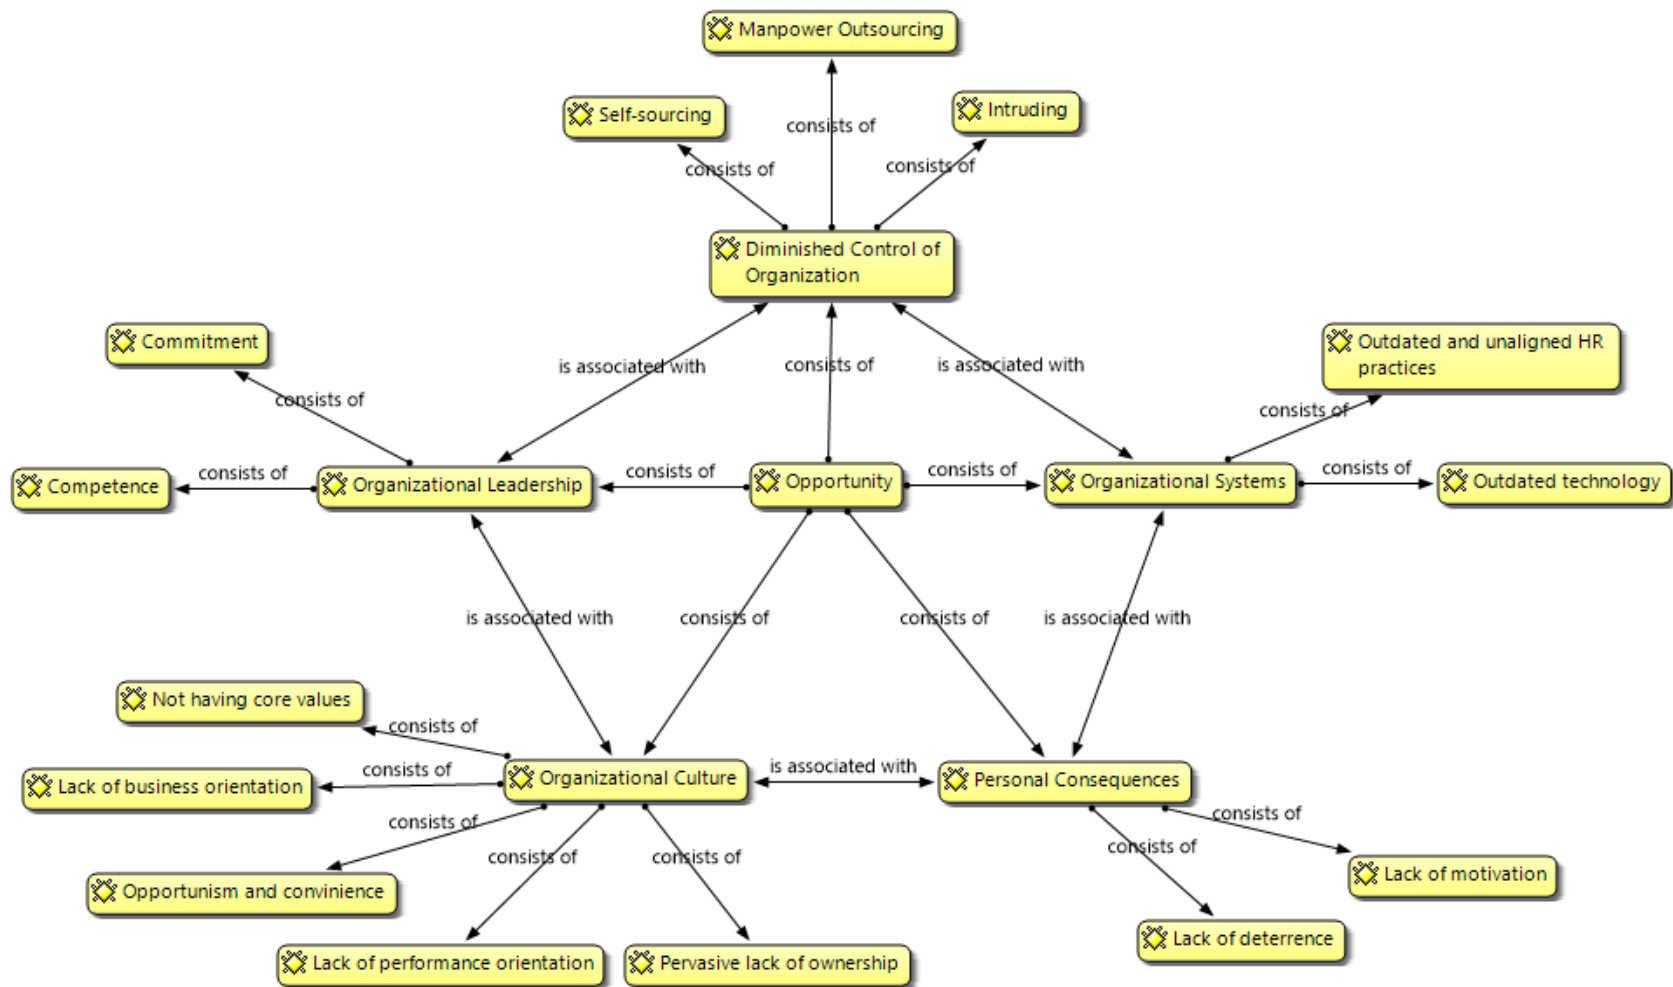 Manpower Outsourcing
Self-sourcing
Intruding
consists of
consists of
consists of
Diminished Control of
Organization
Commitment
Outdated and unaligned HR
practices
is associated with
consists of
is associated with
consists of
consists of
Competence
consists of
Organizational Leadership
consists of
Opportunity
consists of
Organizational Systems
consists of
Outdated technology
is associated with
consists of
consists of
is associated with
Not having core values
consists of
Lack of business orientation
consists of
Organizational Culture
is associated with
Personal Consequences
consists of
consists of
consists of
consists of
consists of
Opportunism and convinience
Lack of motivation
Lack of deterrence
Lack of performance orientation
Pervasive lack of ownership